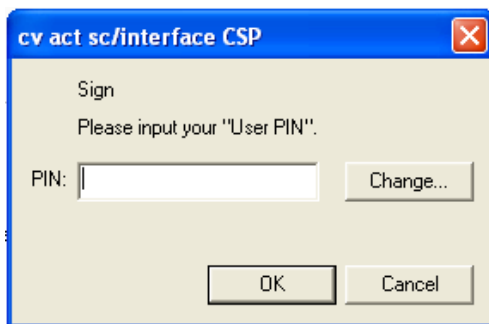 cv act sc/interface CSP
Sign
Please input your "User PIN".
PIN:
Change...
OK
Cancel